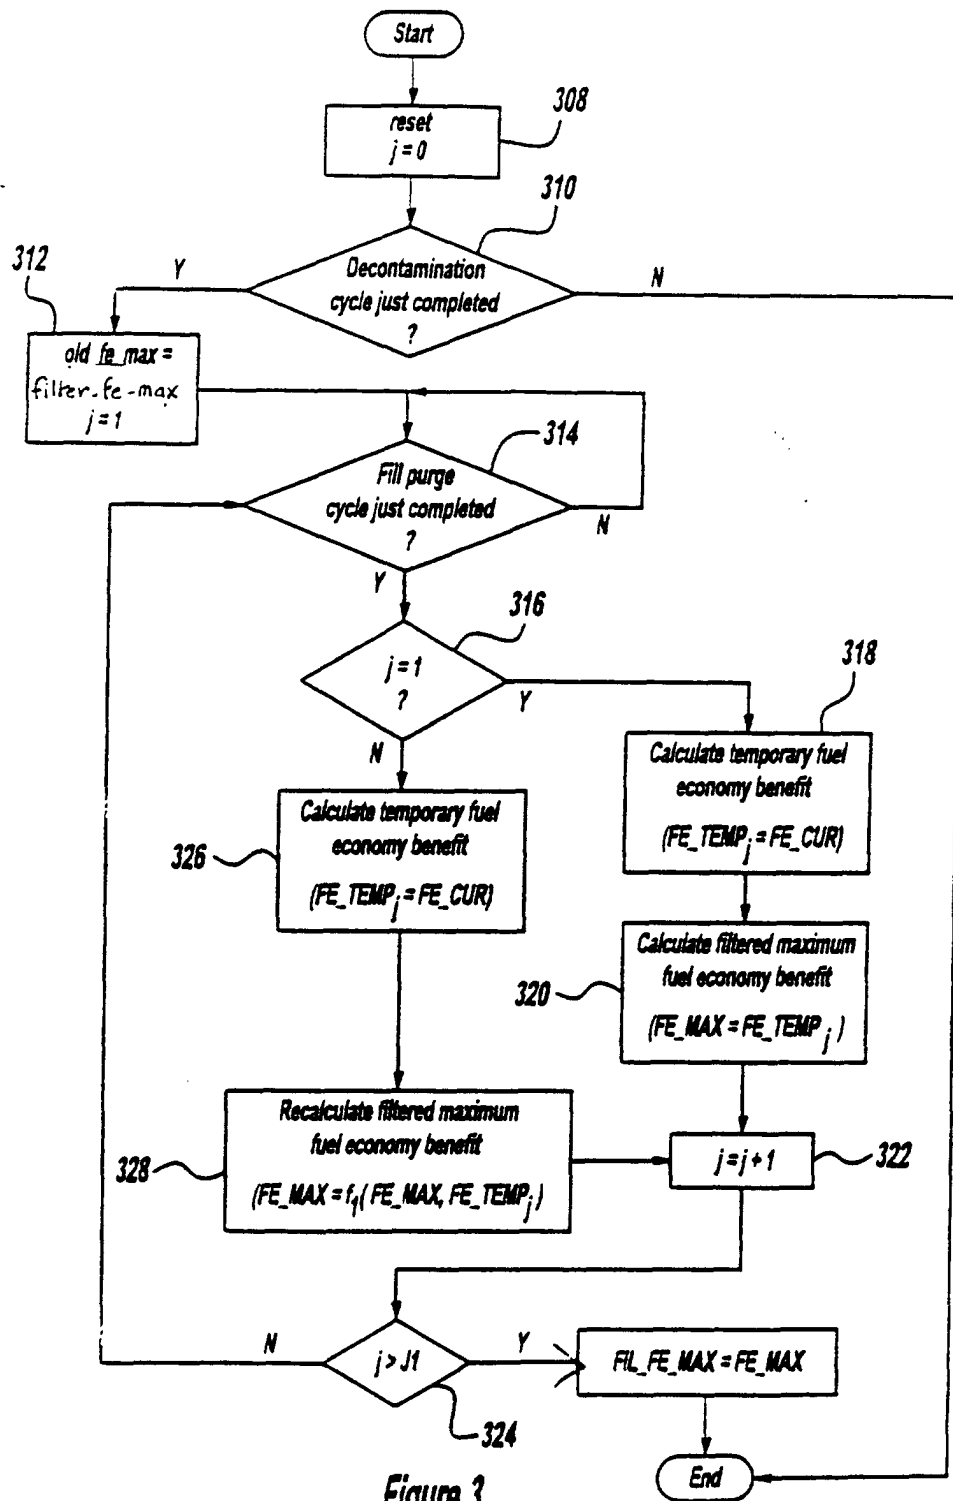 Start
308
reset
j = 0
310
312
Y
Decontamination
cycle just completed
?
N
old fe_max =
filter-fe-max
j = 1
314
Fill purge
cycle just completed
?
N
Y
316
j = 1
?
Y
N
318
Calculate temporary fuel
economy benefit
(FE_TEMPj = FE_CUR)
326
Calculate temporary fuel
economy benefit
(FE_TEMPj = FE_CUR)
320
Calculate filtered maximum
fuel economy benefit
(FE_MAX = FE_TEMPj)
328
Recalculate filtered maximum
fuel economy benefit
(FE_MAX = f1( FE_MAX, FE_TEMPj)
j = j + 1
322
N
j > J1
Y
FIL_FE_MAX = FE_MAX
324
End
Figure 3